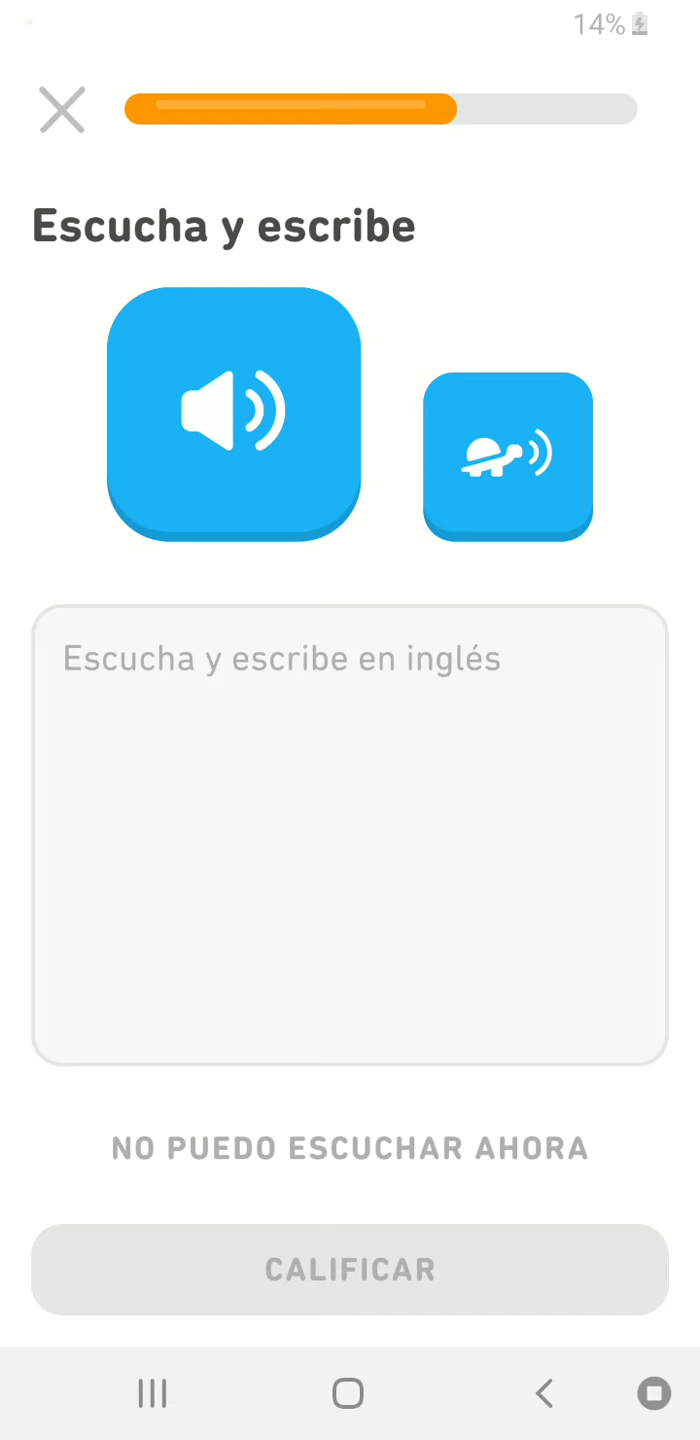 14%
Escucha y escribe
Escucha y escribe en inglés
NO PUEDO ESCUCHAR AHORA
CALIFICAR